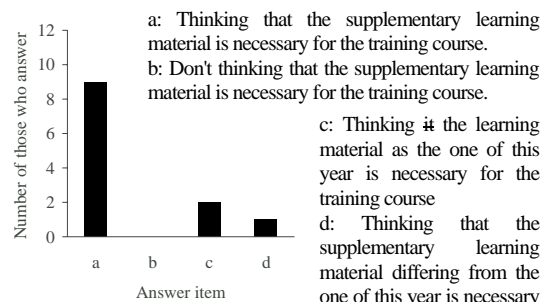 a: Thinking that the supplementary learning
material is necessary for the training course.
b: Don't thinking that the supplementary learning
material is necessary for the training course.
c: Thinking it the learning
material as the one of this
year is necessary for the
training course
d: Thinking that the
supplementary learning
material differing from the
one of this year is necessary
Number of those who answer
12
10
8
6
4
2
0
a b c d
Answer item